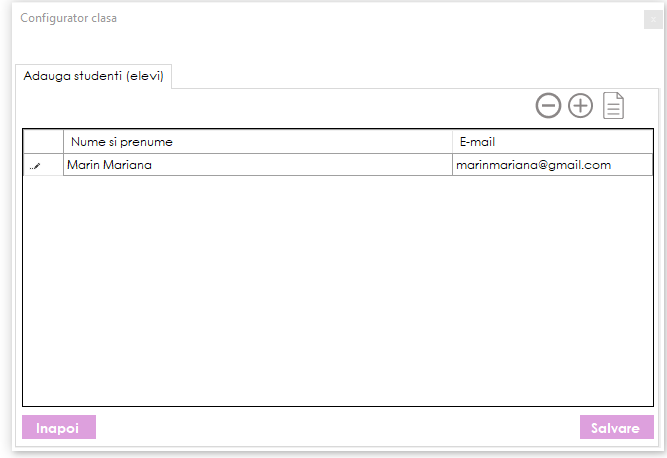 Configurator clasa
x
Adauga studenti (elevi)
Nume si prenume E-mail
Marin Mariana marinmariana@gmail.com
Inapoi Salvare